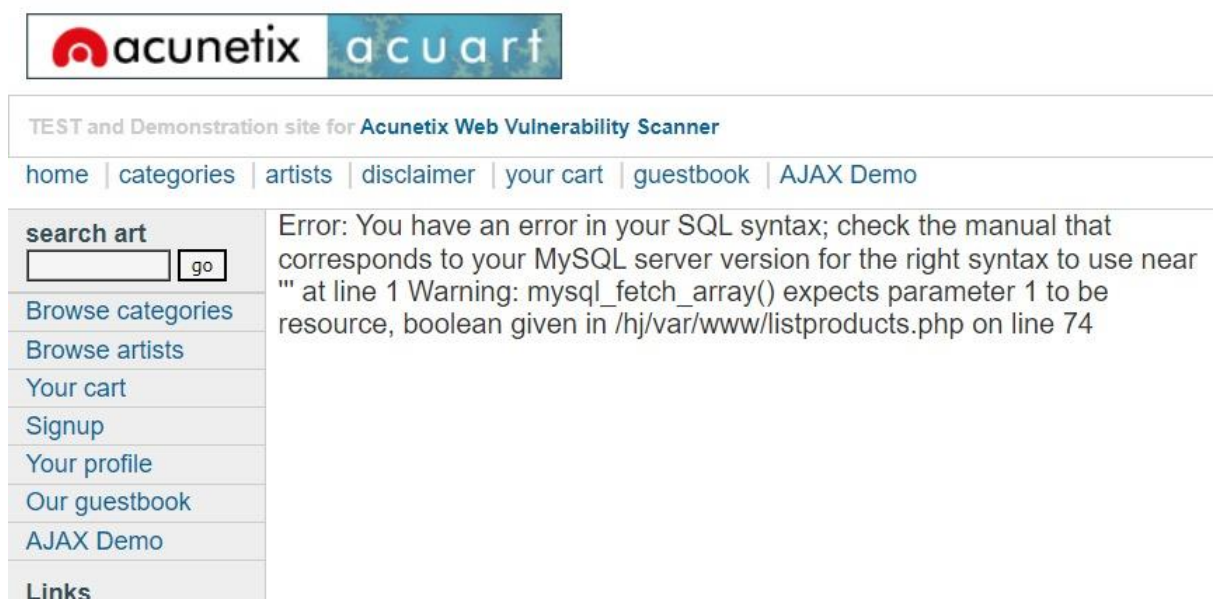 acunetix acuart
TEST and Demonstration site for Acunetix Web Vulnerability Scanner
home | categories | artists | disclaimer | your cart | guestbook | AJAX Demo
search art
go
Browse categories
Browse artists
Your cart
Signup
Your profile
Our guestbook
AJAX Demo
Links
Error: You have an error in your SQL syntax; check the manual that
corresponds to your MySQL server version for the right syntax to use near
''' at line 1 Warning: mysql_fetch_array() expects parameter 1 to be
resource, boolean given in /hj/var/www/listproducts.php on line 74